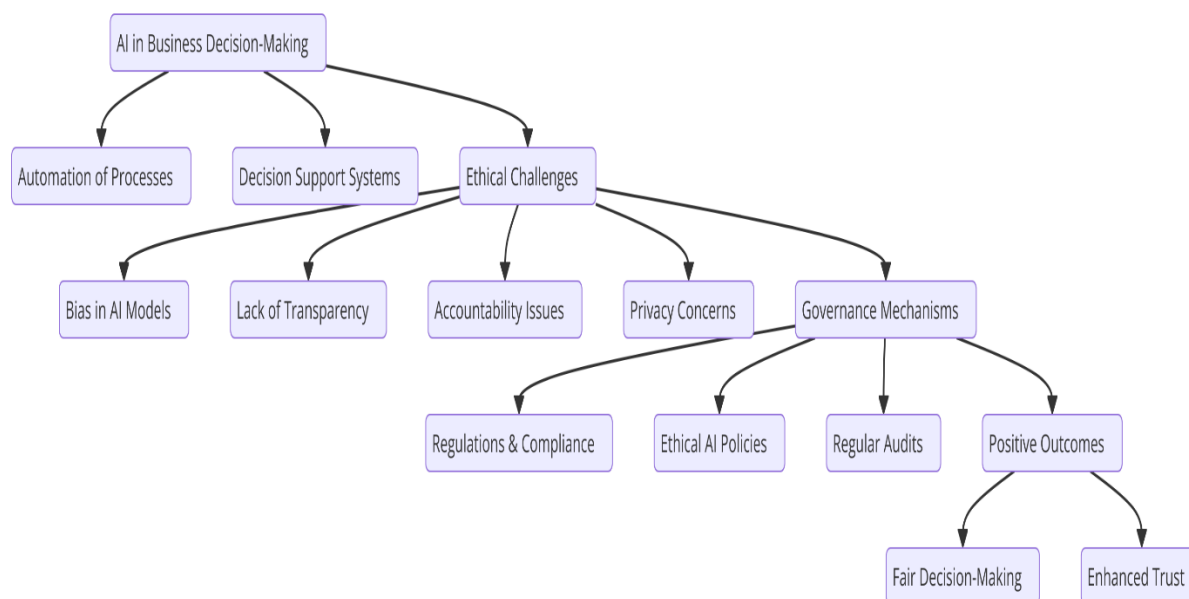 AI in Business Decision-Making
Automation of Processes
Decision Support Systems
Ethical Challenges
Bias in AI Models
Lack of Transparency
Accountability Issues
Privacy Concerns
Governance Mechanisms
Regulations & Compliance
Ethical AI Policies
Regular Audits
Positive Outcomes
Fair Decision-Making
Enhanced Trust